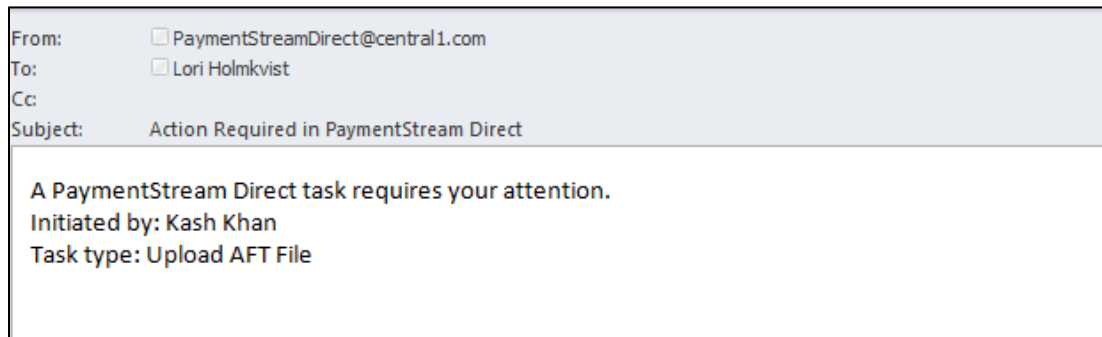 From: PaymentStreamDirect@central1.com
To: Lori Holmkvist
Cc:
Subject: Action Required in PaymentStream Direct
A PaymentStream Direct task requires your attention.
Initiated by: Kash Khan
Task type: Upload AFT File